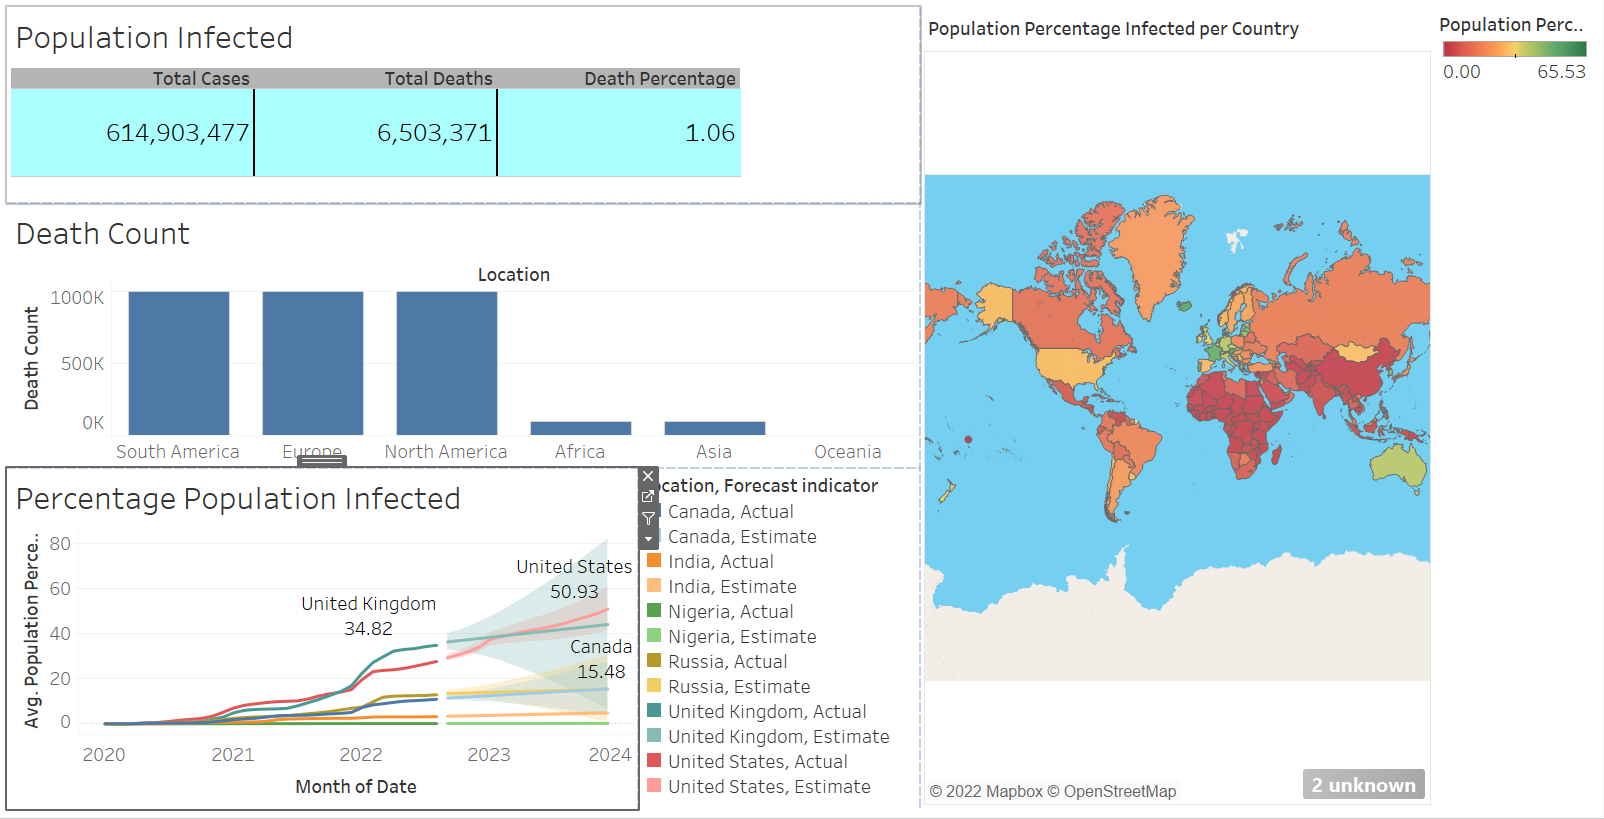 Population Infected
Total Cases Total Deaths Death Percentage
614,903,477 6,503,371 1.06
Death Count
Location
Death Count
1000K
500K
0K
South America Europe North America Africa Asia Oceania
Percentage Population Infected
Avg. Population Perce..
80
60
40
20
0
United Kingdom
34.82
United States
50.93
Canada
15.48
2020 2021 2022 2023 2024
Month of Date
ocation, Forecast indicator
Canada, Actual
Canada, Estimate
India, Actual
India, Estimate
Nigeria, Actual
Nigeria, Estimate
Russia, Actual
Russia, Estimate
United Kingdom, Actual
United Kingdom, Estimate
United States, Actual
United States, Estimate
Population Percentage Infected per Country
© 2022 Mapbox © OpenStreetMap
2 unknown
Population Perc..
0.00 65.53